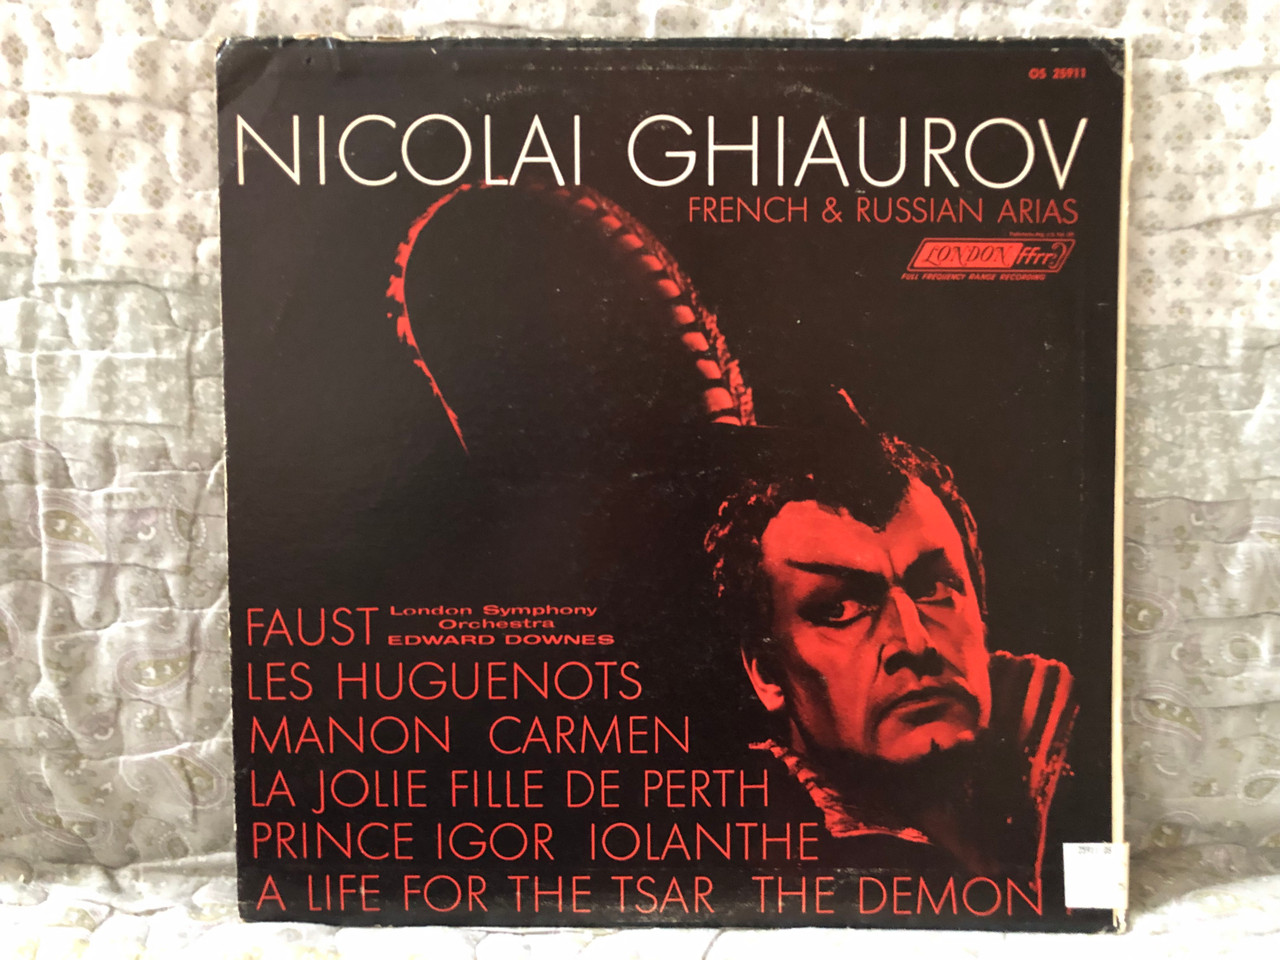 OS 25911
NICOLAI GHIAUROV
FRENCH & RUSSIAN ARIAS
LONDON ffrr
FULL FREQUENCY RANGE RECORDING
FAUST London Symphony
Orchestra
EDWARD DOWNES
LES HUGUENOTS
MANON CARMEN
LA JOLIE FILLE DE PERTH
PRINCE IGOR IOLANTHE
A LIFE FOR THE TSAR THE DEMON